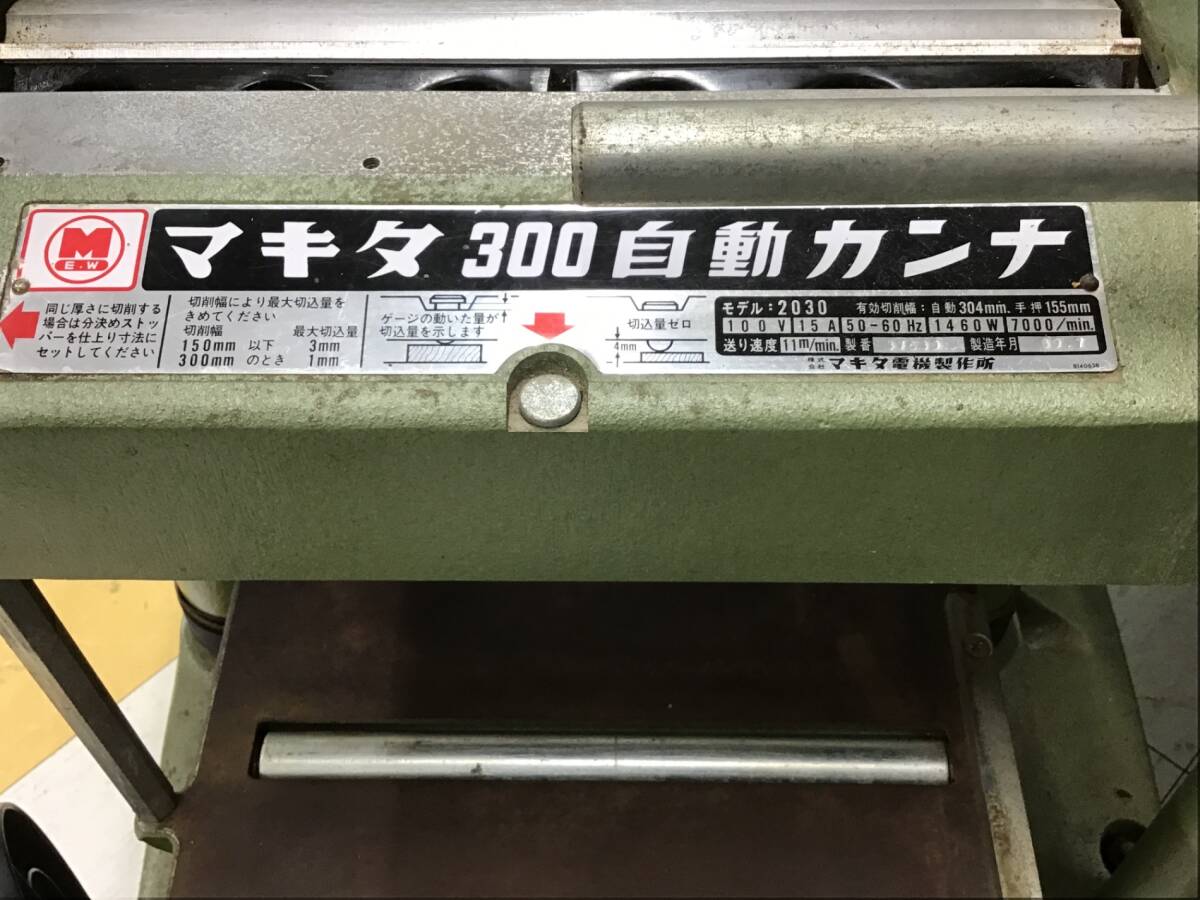 M
E.W
マキタ 300 自動カンナ
同じ厚さに切削する
場合は分決めストッ
パーを仕上り寸法に
セットしてください
切削幅により最大切込量を
きめてください
切削幅 最大切込量
150mm 以下 3mm
300mm のとき 1mm
ゲージの動いた量が
切込量を示します
切込量ゼロ
4mm
モデル:2030 有効切削幅:自動304mm. 手押155mm
100V 15A 50-60Hz 1460W 7000/min.
送り速度 11m/min. 製番 製造年月
株式会社 マキタ電機製作所